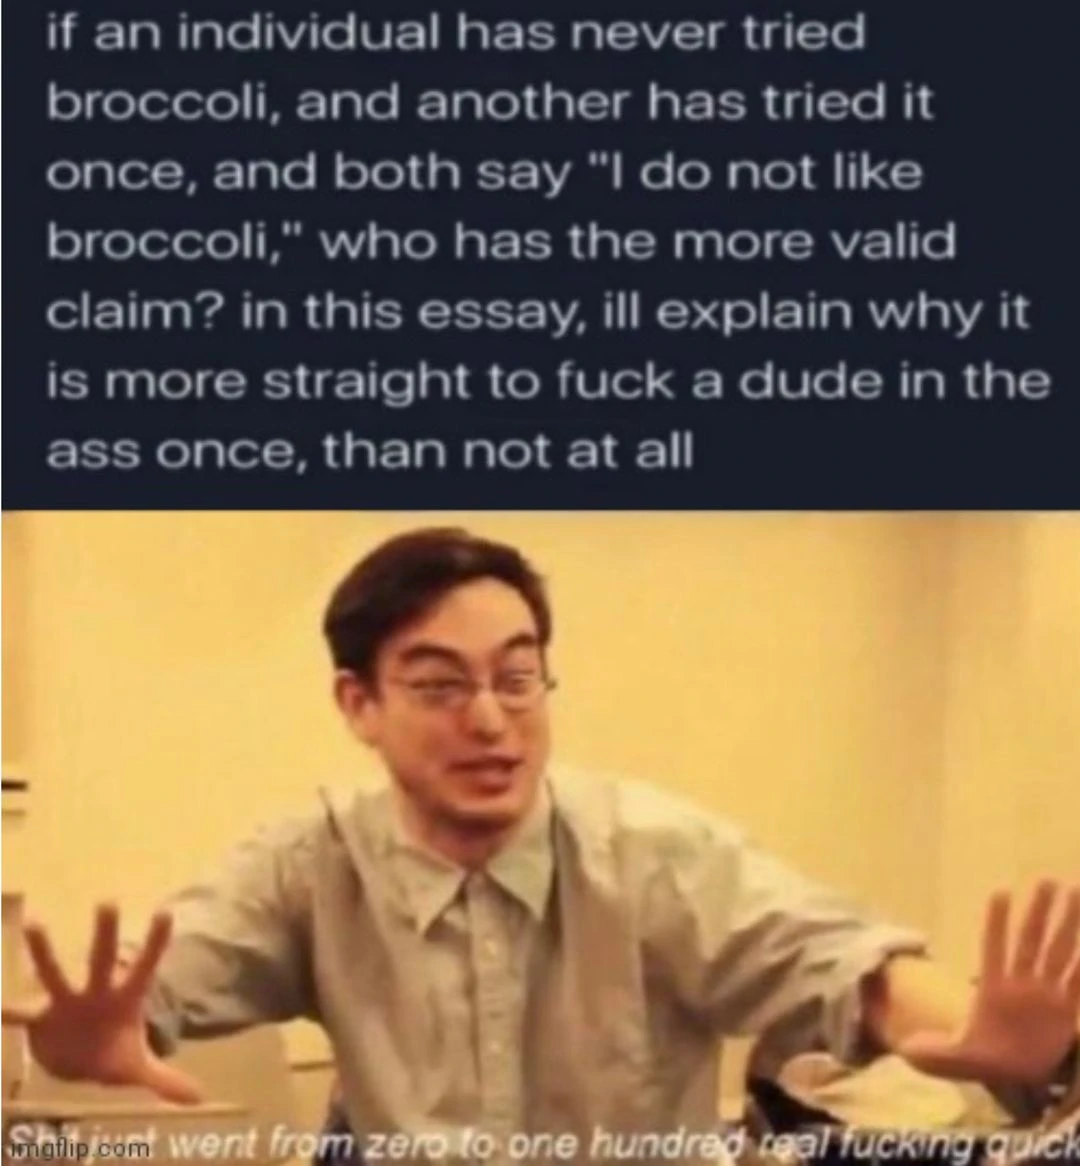 if an individual has never tried
broccoli, and another has tried it
once, and both say "I do not like
broccoli," who has the more valid
claim? in this essay, ill explain why it
is more straight to fuck a dude in the
ass once, than not at all
Shit just went from zero to one hundred real fucking quick
imgflip.com